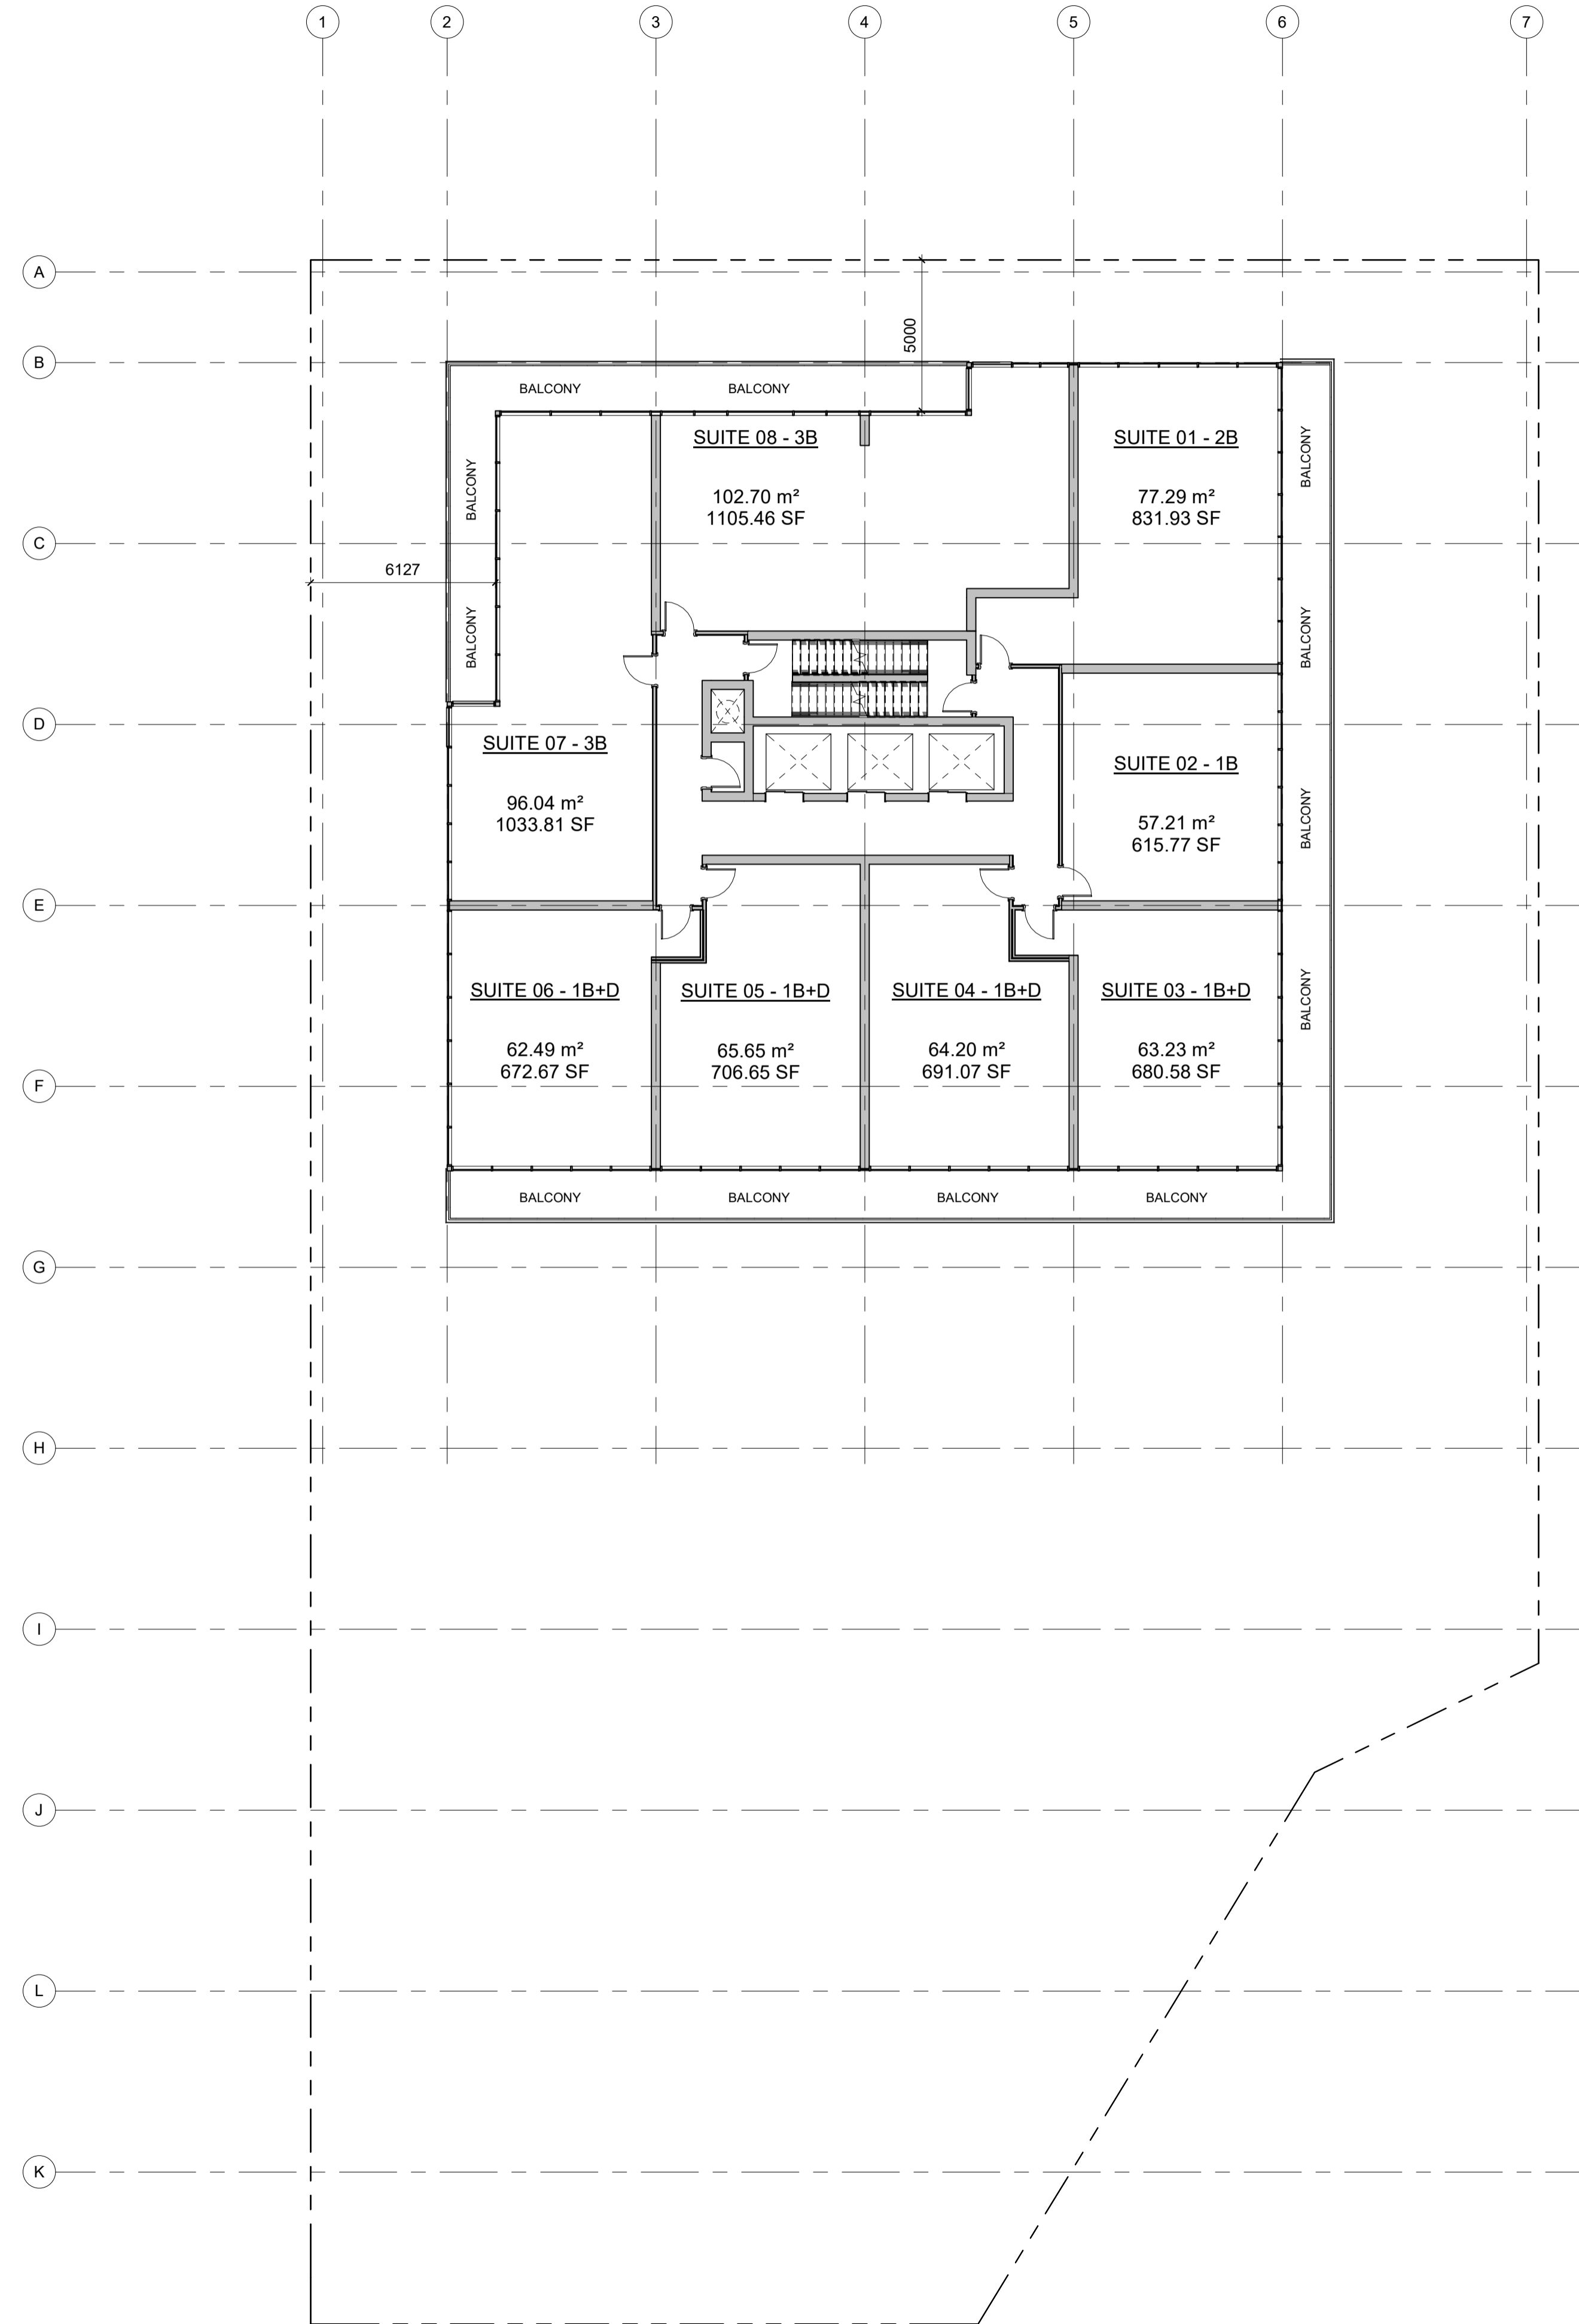 1
2
3
4
5
6
7
A
B
C
D
E
F
G
H
I
J
L
K
5000
6127
BALCONY
BALCONY
BALCONY
BALCONY
SUITE 08 - 3B
102.70 m²
1105.46 SF
SUITE 01 - 2B
77.29 m²
831.93 SF
BALCONY
BALCONY
BALCONY
BALCONY
SUITE 07 - 3B
96.04 m²
1033.81 SF
SUITE 02 - 1B
57.21 m²
615.77 SF
SUITE 06 - 1B+D
62.49 m²
672.67 SF
SUITE 05 - 1B+D
65.65 m²
706.65 SF
SUITE 04 - 1B+D
64.20 m²
691.07 SF
SUITE 03 - 1B+D
63.23 m²
680.58 SF
BALCONY
BALCONY
BALCONY
BALCONY